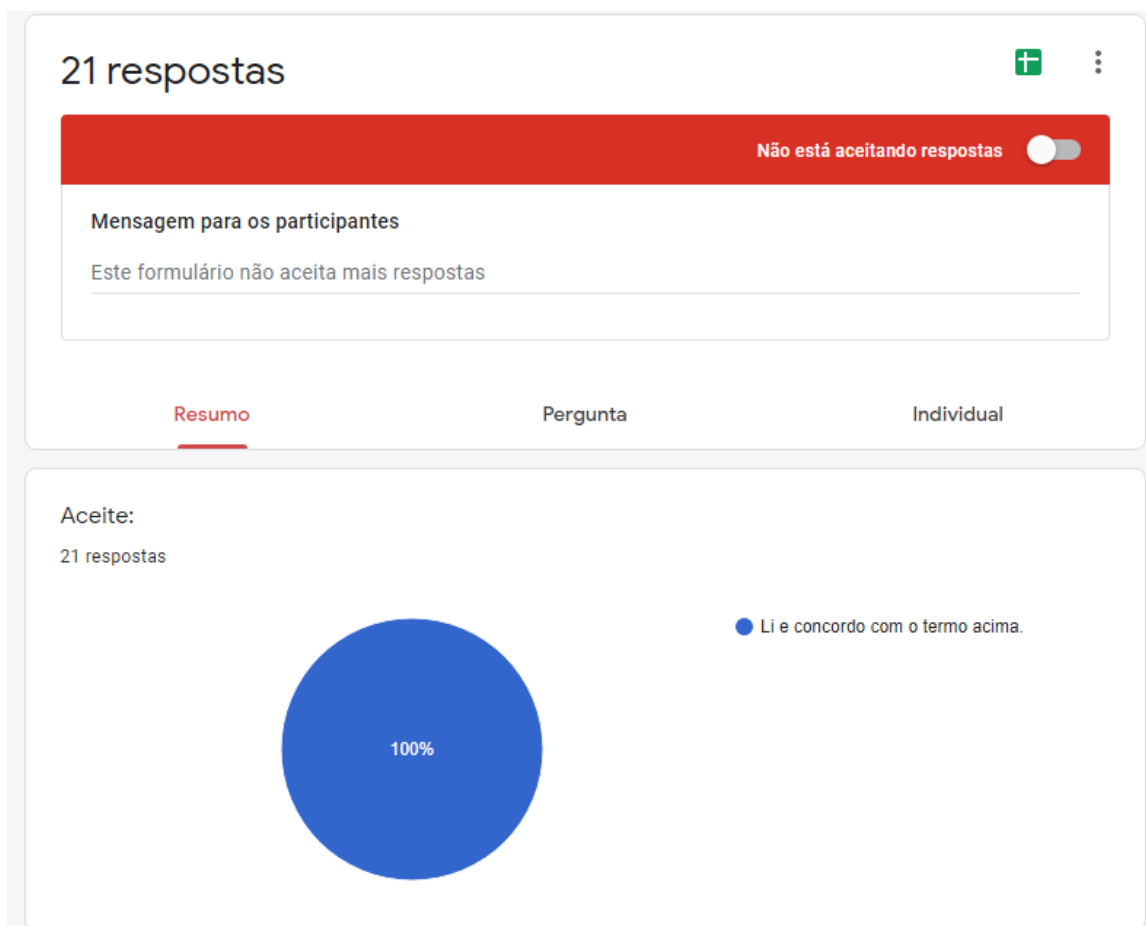 21 respostas
Não está aceitando respostas
Mensagem para os participantes
Este formulário não aceita mais respostas
Resumo Pergunta Individual
Aceite:
21 respostas
Li e concordo com o termo acima.
100%